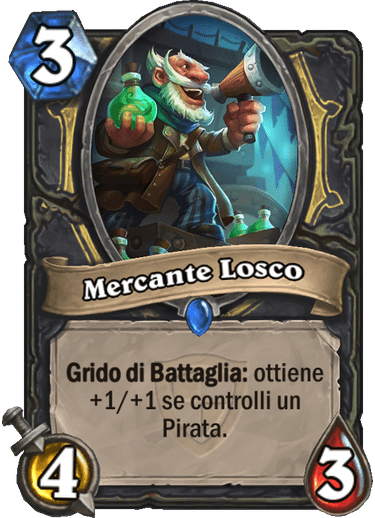 3
Mercante Losco
Grido di Battaglia: ottiene
+1/+1 se controlli un
Pirata.
4
3